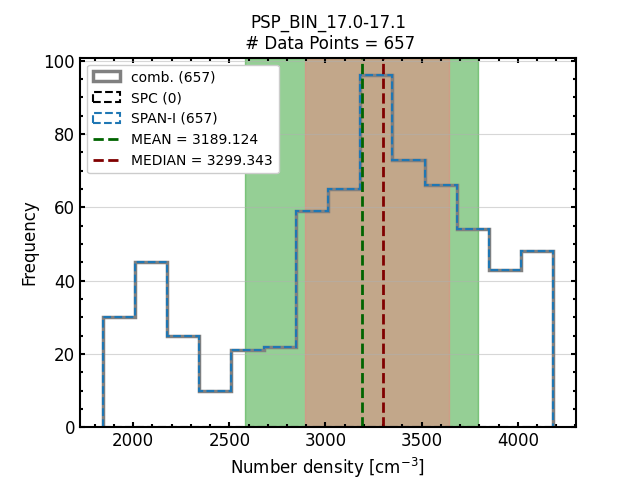 PSP_BIN_17.0-17.1
# Data Points = 657
100
80
60
40
20
0
Frequency
comb. (657)
SPC (0)
SPAN-I (657)
MEAN = 3189.124
MEDIAN = 3299.343
2000 2500 3000 3500 4000
Number density [cm⁻³]